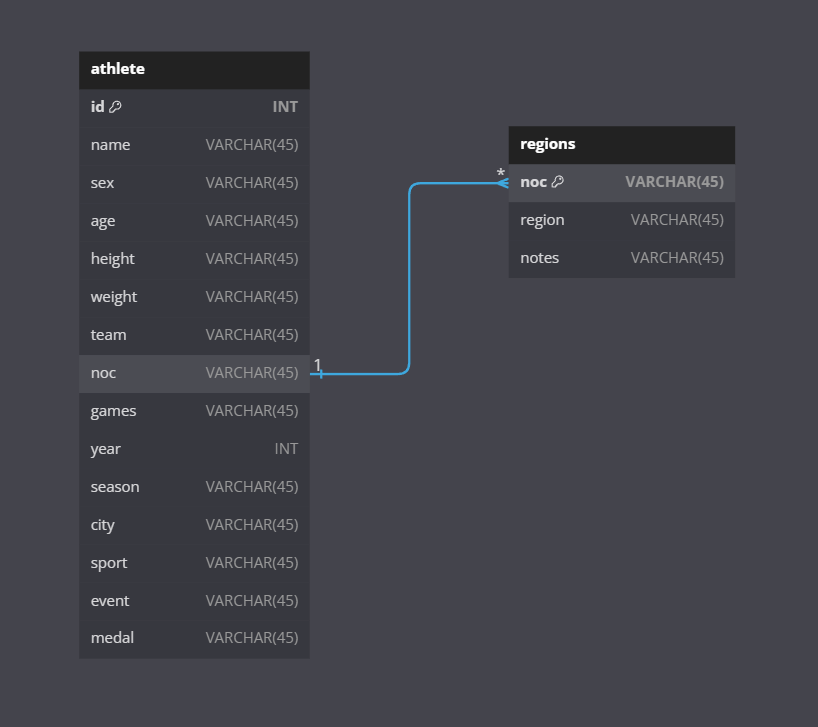 athlete
id INT
name VARCHAR(45)
sex VARCHAR(45)
age VARCHAR(45)
height VARCHAR(45)
weight VARCHAR(45)
team VARCHAR(45)
noc VARCHAR(45)
games VARCHAR(45)
year INT
season VARCHAR(45)
city VARCHAR(45)
sport VARCHAR(45)
event VARCHAR(45)
medal VARCHAR(45)
1
*
regions
noc VARCHAR(45)
region VARCHAR(45)
notes VARCHAR(45)